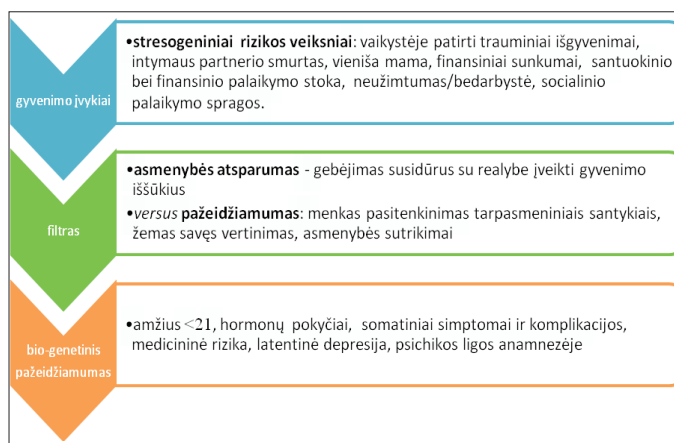 gyvenimo įvykiai
•stresogeniniai rizikos veiksniai: vaikystėje patirti trauminiai išgyvenimai,
intymaus partnerio smurtas, vieniša mama, finansiniai sunkumai, santuokinio
bei finansinio palaikymo stoka, neužimtumas/bedarbystė, socialinio
palaikymo spragos.
filtras
•asmenybės atsparumas - gebėjimas susidūrus su realybe įveikti gyvenimo
iššūkius
•versus pažeidžiamumas: menkas pasitenkinimas tarpasmeniniais santykiais,
žemas savęs vertinimas, asmenybės sutrikimai
bio-genetinis
pažeidžiamumas
•amžius <21, hormonų pokyčiai, somatiniai simptomai ir komplikacijos,
medicininė rizika, latentinė depresija, psichikos ligos anamnezėje